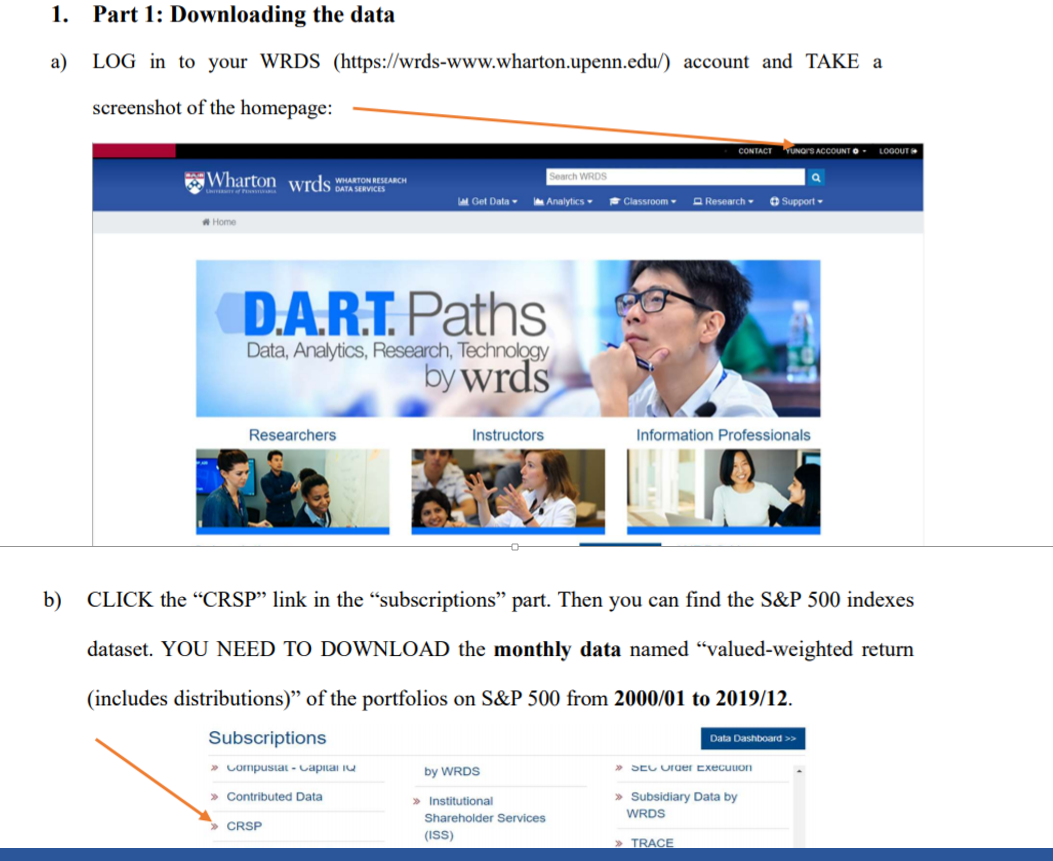 1. Part 1: Downloading the data
a) LOG in to your WRDS (https://wrds-www.wharton.upenn.edu/) account and TAKE a
screenshot of the homepage:
CONTACT YUNQI'S ACCOUNT LOGOUT
Wharton wrds WHARTON RESEARCH
DATA SERVICES
Search WRDS
Get Data Analytics Classroom Research Support
Home
D.A.R.T. Paths
Data, Analytics, Research, Technology
by wrds
Researchers Instructors Information Professionals
b) CLICK the “CRSP” link in the “subscriptions” part. Then you can find the S&P 500 indexes
dataset. YOU NEED TO DOWNLOAD the monthly data named “valued-weighted return
(includes distributions)” of the portfolios on S&P 500 from 2000/01 to 2019/12.
Subscriptions
Data Dashboard >>
» Compustat - Capital IQ
» Contributed Data
» CRSP
by WRDS
» Institutional
Shareholder Services
(ISS)
» SEC Order Execution
» Subsidiary Data by
WRDS
» TRACE